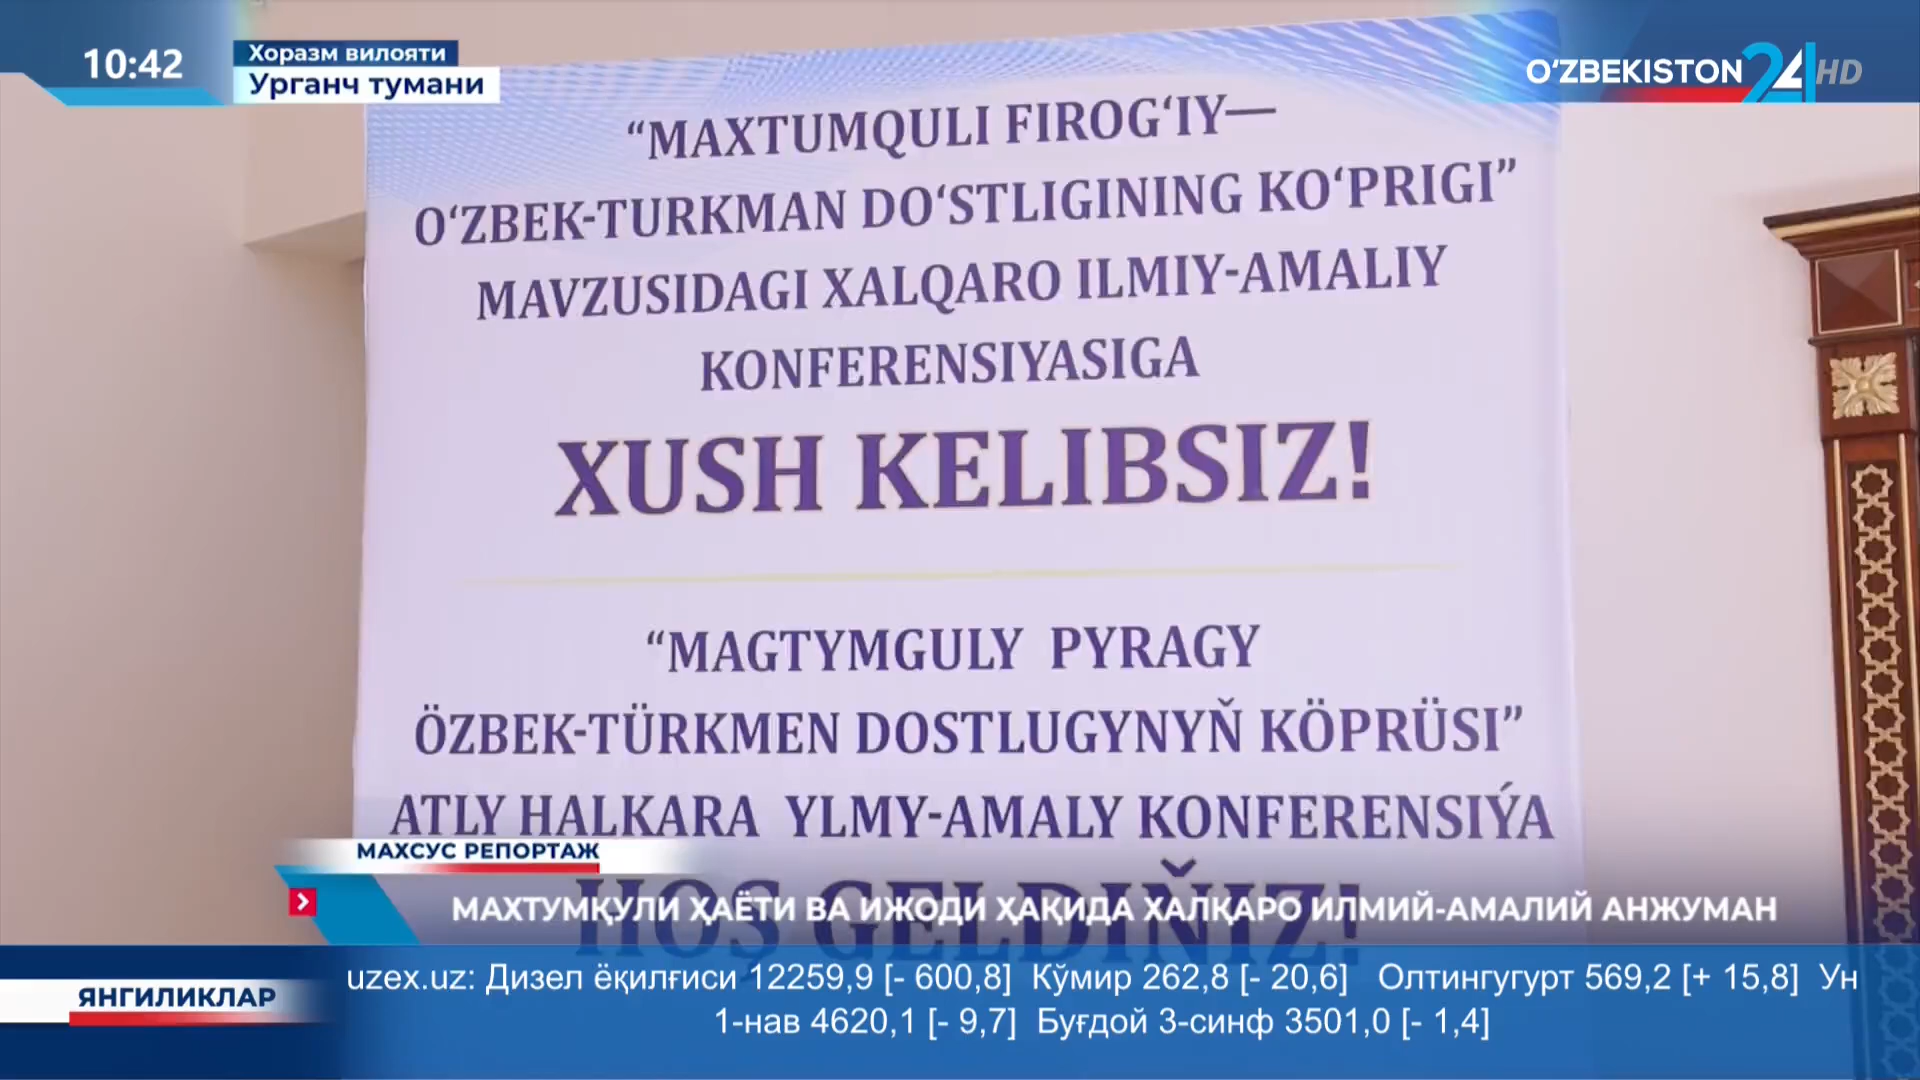 10:42
Хоразм вилояти
Урганч тумани
O‘ZBEKISTON 24 HD
“MAXTUMQULI FIROG‘IY—
O‘ZBEK-TURKMAN DO‘STLIGINING KO‘PRIGI”
MAVZUSIDAGI XALQARO ILMIY-AMALIY
KONFERENSIYASIGA
XUSH KELIBSIZ!
“MAGTYMGULY PYRAGY
ÖZBEK-TÜRKMEN DOSTLUGYNYŇ KÖPRÜSI”
ATLY HALKARA YLMY-AMALY KONFERENSIÝA
HOŞ GELDIŇIZ!
МАХСУС РЕПОРТАЖ
МАХТУМҚУЛИ ҲАЁТИ ВА ИЖОДИ ҲАҚИДА ХАЛҚАРО ИЛМИЙ-АМАЛИЙ АНЖУМАН
ЯНГИЛИКЛАР
uzex.uz: Дизел ёқилғиси 12259,9 [- 600,8] Кўмир 262,8 [- 20,6] Олтингугурт 569,2 [+ 15,8] Ун
1-нав 4620,1 [- 9,7] Буғдой 3-синф 3501,0 [- 1,4]